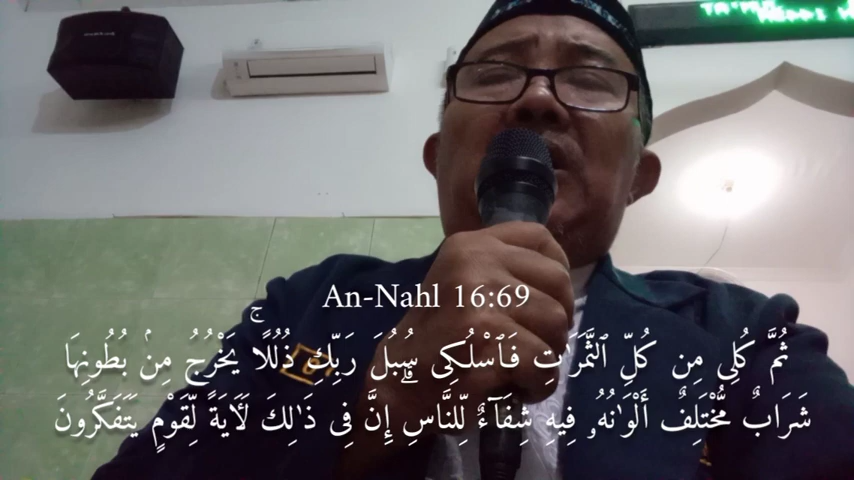 An-Nahl 16:69
ثُمَّ كُلِى مِن كُلِّ ٱلثَّمَرَٰتِ فَٱسْلُكِى سُبُلَ رَبِّكِ ذُلُلًا ۚ يَخْرُجُ مِنۢ بُطُونِهَا
شَرَابٌ مُّخْتَلِفٌ أَلْوَٰنُهُۥ فِيهِ شِفَآءٌ لِّلنَّاسِ ۗ إِنَّ فِى ذَٰلِكَ لَـَٔايَةً لِّقَوْمٍ يَتَفَكَّرُونَ